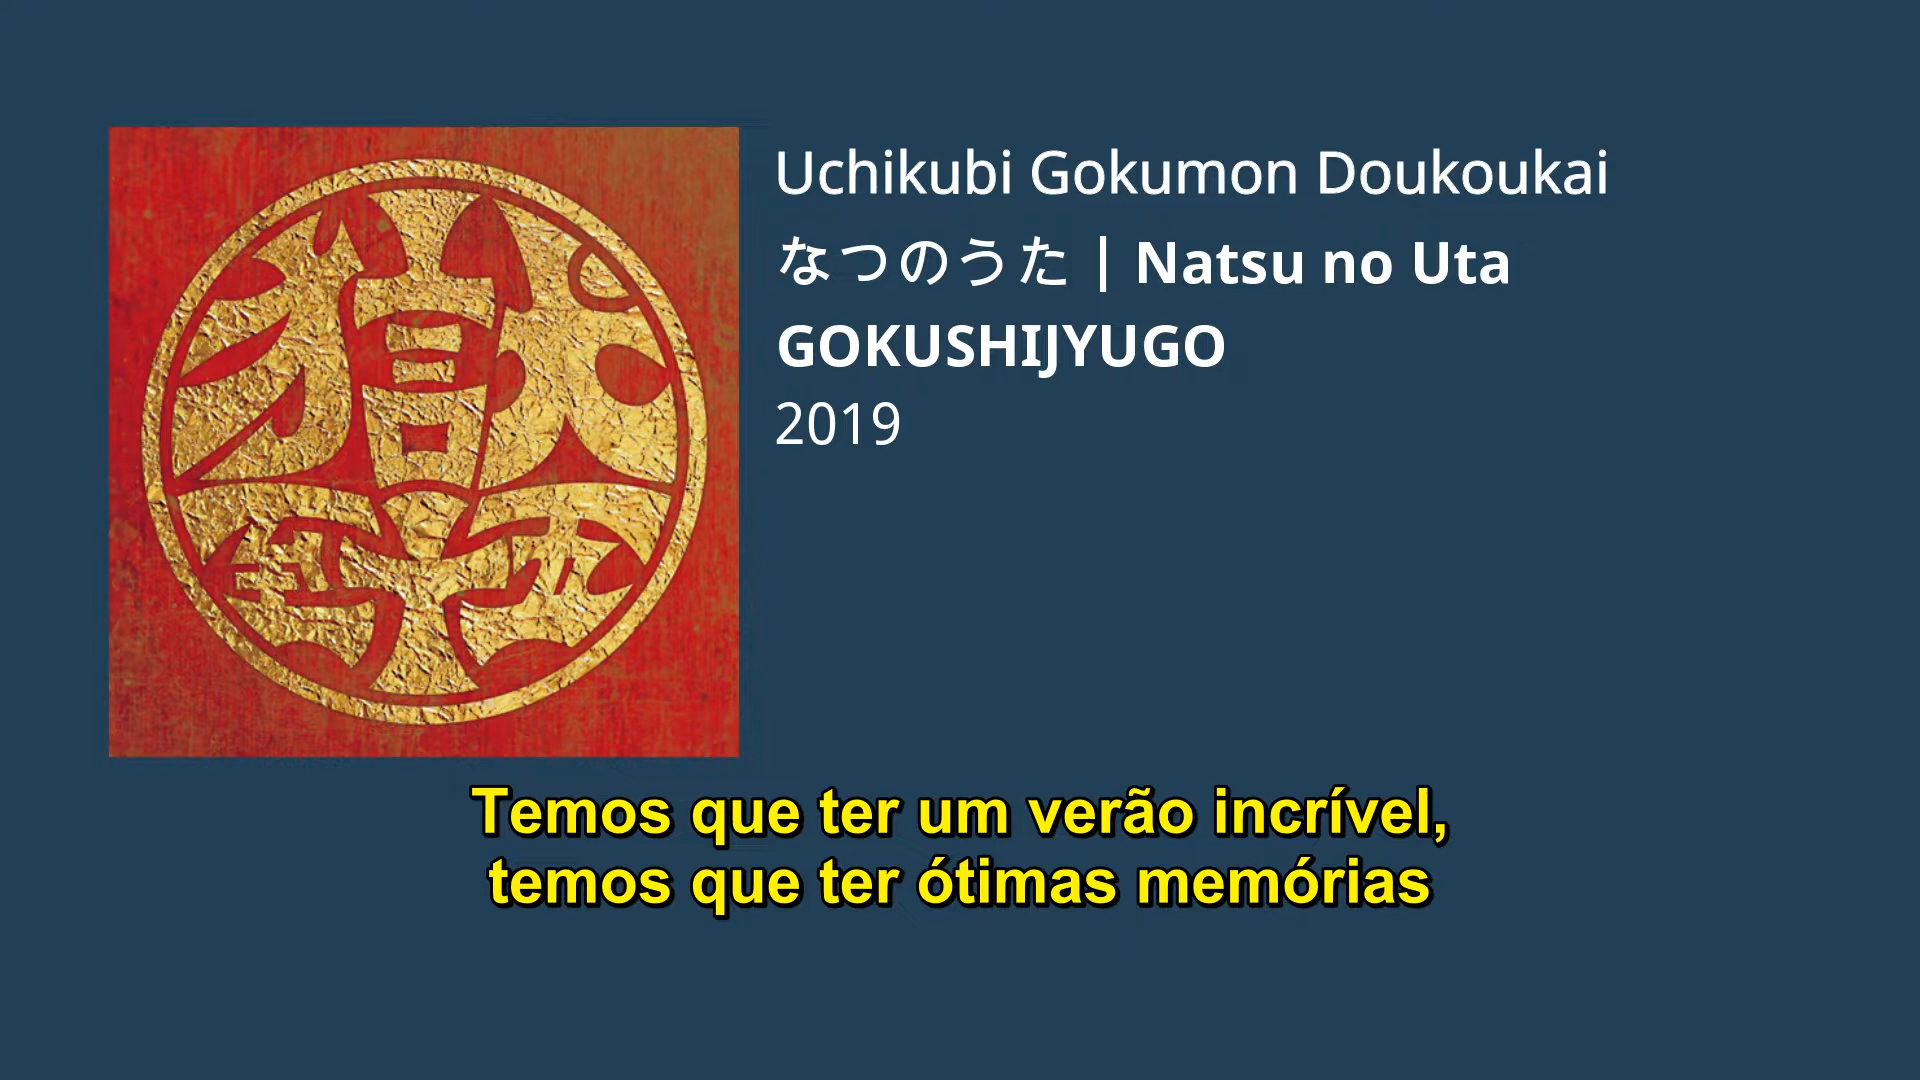 Uchikubi Gokumon Doukoukai
なつのうた | Natsu no Uta
GOKUSHIJYUGO
2019
Temos que ter um verão incrível,
temos que ter ótimas memórias